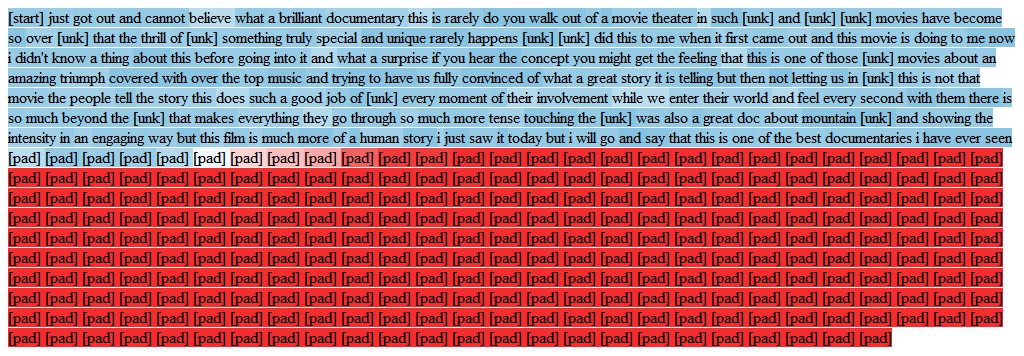 [start] just got out and cannot believe what a brilliant documentary this is rarely do you walk out of a movie theater in such [unk] and [unk] [unk] movies have become
so over [unk] that the thrill of [unk] something truly special and unique rarely happens [unk] [unk] did this to me when it first came out and this movie is doing to me now
i didn't know a thing about this before going into it and what a surprise if you hear the concept you might get the feeling that this is one of those [unk] movies about an
amazing triumph covered with over the top music and trying to have us fully convinced of what a great story it is telling but then not letting us in [unk] this is not that
movie the people tell the story this does such a good job of [unk] every moment of their involvement while we enter their world and feel every second with them there is
so much beyond the [unk] that makes everything they go through so much more tense touching the [unk] was also a great doc about mountain [unk] and showing the
intensity in an engaging way but this film is much more of a human story i just saw it today but i will go and say that this is one of the best documentaries i have ever seen
[pad] [pad] [pad] [pad] [pad] [pad] [pad] [pad] [pad] [pad] [pad] [pad] [pad] [pad] [pad] [pad] [pad] [pad] [pad] [pad] [pad] [pad] [pad] [pad] [pad] [pad] [pad]
[pad] [pad] [pad] [pad] [pad] [pad] [pad] [pad] [pad] [pad] [pad] [pad] [pad] [pad] [pad] [pad] [pad] [pad] [pad] [pad] [pad] [pad] [pad] [pad] [pad] [pad] [pad]
[pad] [pad] [pad] [pad] [pad] [pad] [pad] [pad] [pad] [pad] [pad] [pad] [pad] [pad] [pad] [pad] [pad] [pad] [pad] [pad] [pad] [pad] [pad] [pad] [pad] [pad] [pad]
[pad] [pad] [pad] [pad] [pad] [pad] [pad] [pad] [pad] [pad] [pad] [pad] [pad] [pad] [pad] [pad] [pad] [pad] [pad] [pad] [pad] [pad] [pad] [pad] [pad] [pad] [pad]
[pad] [pad] [pad] [pad] [pad] [pad] [pad] [pad] [pad] [pad] [pad] [pad] [pad] [pad] [pad] [pad] [pad] [pad] [pad] [pad] [pad] [pad] [pad] [pad] [pad] [pad] [pad]
[pad] [pad] [pad] [pad] [pad] [pad] [pad] [pad] [pad] [pad] [pad] [pad] [pad] [pad] [pad] [pad] [pad] [pad] [pad] [pad] [pad] [pad] [pad] [pad] [pad] [pad] [pad]
[pad] [pad] [pad] [pad] [pad] [pad] [pad] [pad] [pad] [pad] [pad] [pad] [pad] [pad] [pad] [pad] [pad] [pad] [pad] [pad] [pad] [pad] [pad] [pad] [pad] [pad] [pad]
[pad] [pad] [pad] [pad] [pad] [pad] [pad] [pad] [pad] [pad] [pad] [pad] [pad] [pad] [pad] [pad] [pad] [pad] [pad] [pad] [pad] [pad] [pad] [pad] [pad] [pad] [pad]
[pad] [pad] [pad] [pad] [pad] [pad] [pad] [pad] [pad] [pad] [pad] [pad] [pad] [pad] [pad] [pad] [pad] [pad] [pad] [pad] [pad] [pad] [pad] [pad] [pad] [pad] [pad]
[pad] [pad] [pad] [pad] [pad] [pad] [pad] [pad] [pad] [pad] [pad] [pad] [pad] [pad] [pad] [pad] [pad] [pad] [pad] [pad] [pad] [pad] [pad] [pad]